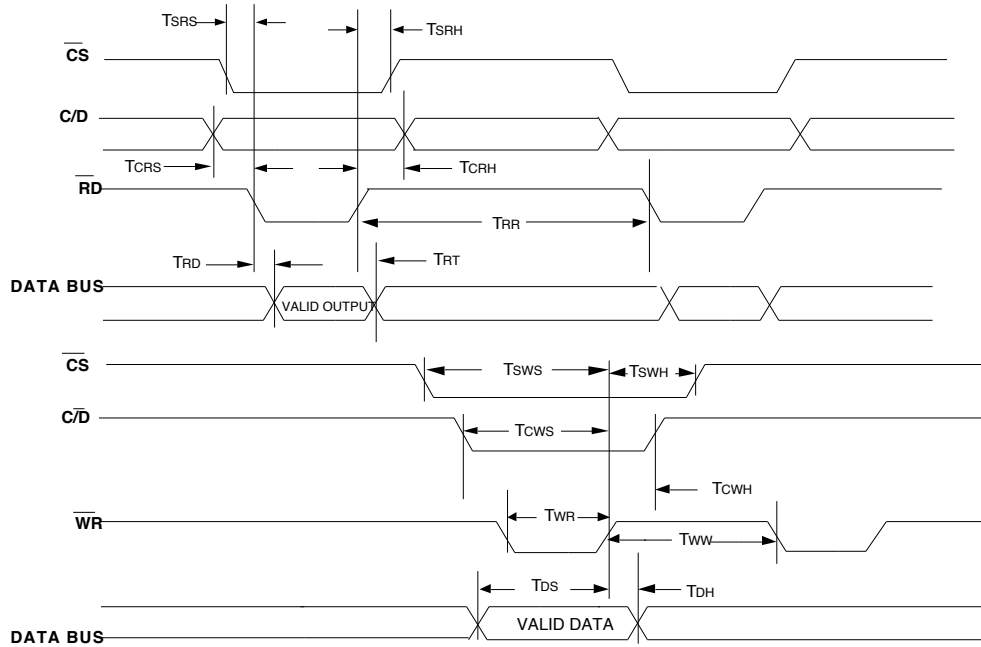 TSRS TSRH
CS
C/D
TCRS TCRH
RD
TRR
TRD TRT
DATA BUS VALID OUTPUT
CS TSWS TSWH
C/D TCWS
TCWH
WR TWR TWW
TDS TDH
VALID DATA
DATA BUS